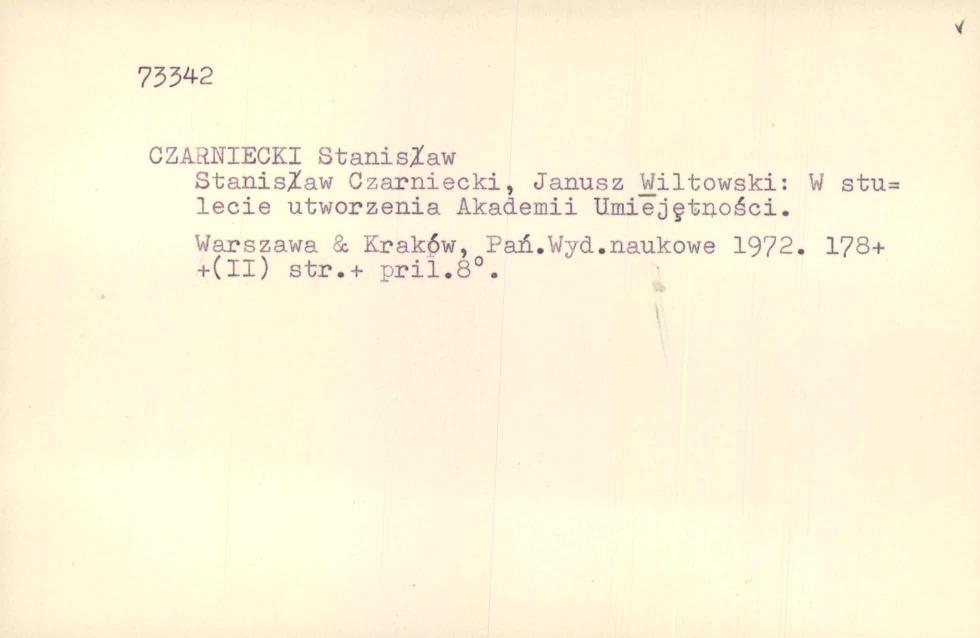 73342
CZARNIECKI Stanisław
Stanisław Czarniecki, Janusz Wiltowski: W stu=
lecie utworzenia Akademii Umiejętności.
Warszawa & Kraków, Pań.Wyd.naukowe 1972. 178+
+(II) str.+ pril.8°.